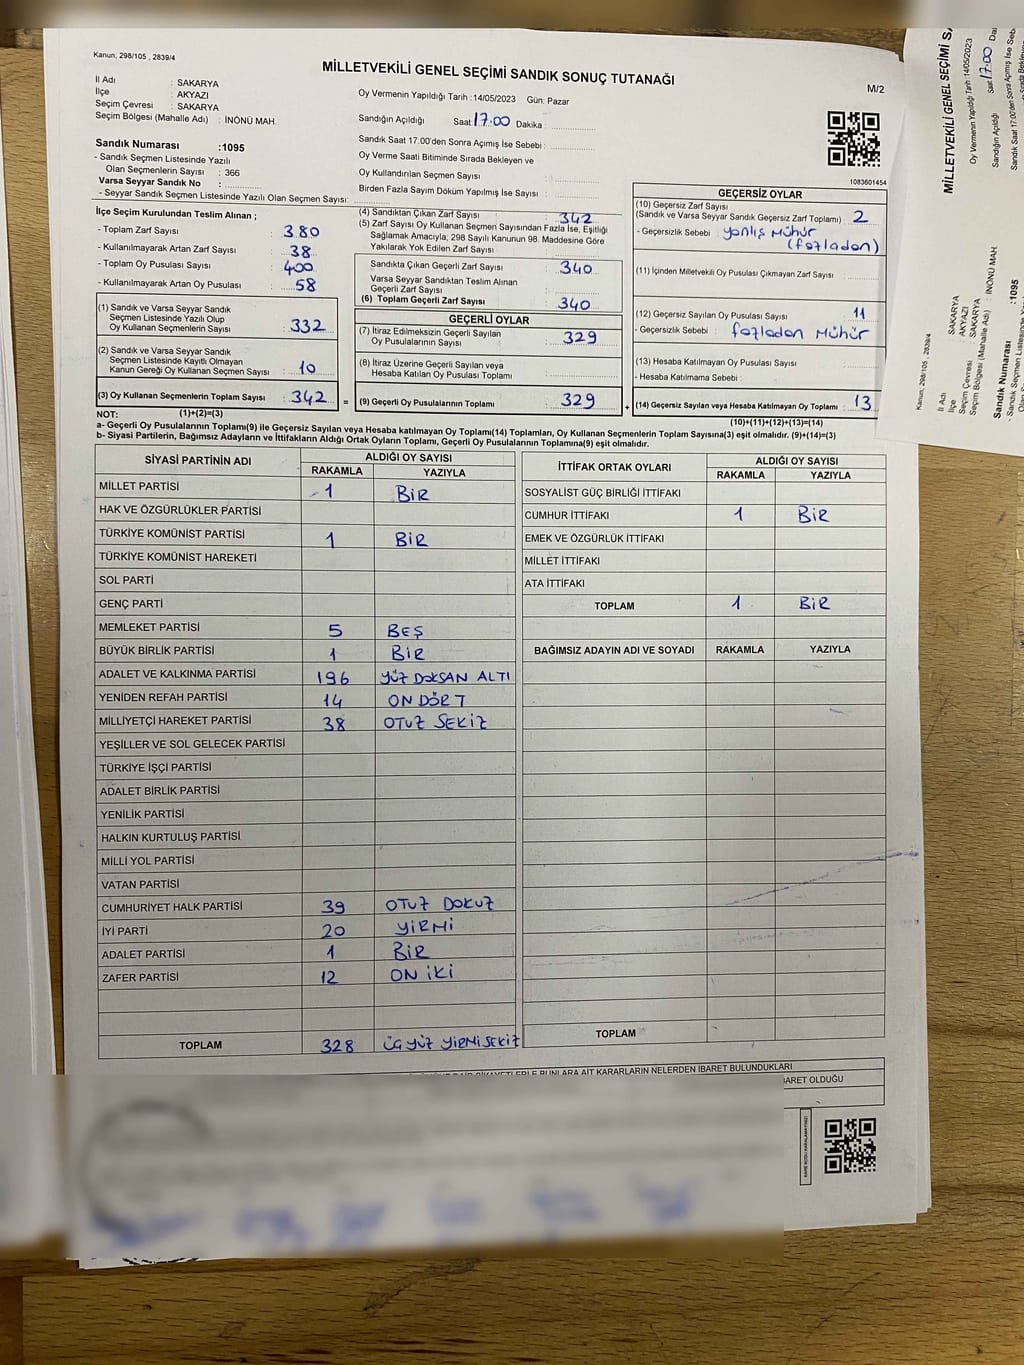 Kanun; 298/105 , 2839/4
MİLLETVEKİLİ GENEL SEÇİMİ SANDIK SONUÇ TUTANAĞI
M/2
İl Adı : SAKARYA
İlçe : AKYAZI
Seçim Çevresi : SAKARYA
Seçim Bölgesi (Mahalle Adı) : İNÖNÜ MAH.
Oy Vermenin Yapıldığı Tarih :14/05/2023 Gün: Pazar
Sandığın Açıldığı Saat 17:00 Dakika :
Sandık Saat 17:00'den Sonra Açımış İse Sebebi :
Oy Verme Saati Bitiminde Sırada Bekleyen ve
Oy Kullandırılan Seçmen Sayısı :
Birden Fazla Sayım Döküm Yapılmış İse Sayısı :
Sandık Numarası :1095
- Sandık Seçmen Listesinde Yazılı
Olan Seçmenlerin Sayısı : 366
Varsa Seyyar Sandık No :
- Seyyar Sandık Seçmen Listesinde Yazılı Olan Seçmen Sayısı:
1083601454
İlçe Seçim Kurulundan Teslim Alınan ;
- Toplam Zarf Sayısı : 380
- Kullanılmayarak Artan Zarf Sayısı : 38
- Toplam Oy Pusulası Sayısı : 400
- Kullanılmayarak Artan Oy Pusulası : 58
(1) Sandık ve Varsa Seyyar Sandık
Seçmen Listesinde Yazılı Olup
Oy Kullanan Seçmenlerin Sayısı : 332
(2) Sandık ve Varsa Seyyar Sandık
Seçmen Listesinde Kayıtlı Olmayan
Kanun Gereği Oy Kullanan Seçmen Sayısı : 10
(3) Oy Kullanan Seçmenlerin Toplam Sayısı : 342 =
(4) Sandıktan Çıkan Zarf Sayısı : 342
(5) Zarf Sayısı Oy Kullanan Seçmen Sayısından Fazla İse, Eşitliği
Sağlamak Amacıyla; 298 Sayılı Kanunun 98. Maddesine Göre
Yakılarak Yok Edilen Zarf Sayısı :
Sandıkta Çıkan Geçerli Zarf Sayısı : 340
Varsa Seyyar Sandıktan Teslim Alınan
Geçerli Zarf Sayısı :
(6) Toplam Geçerli Zarf Sayısı : 340
GEÇERLİ OYLAR
(7) İtiraz Edilmeksizin Geçerli Sayılan
Oy Pusulalarının Sayısı : 329
(8) İtiraz Üzerine Geçerli Sayılan veya
Hesaba Katılan Oy Pusulası Toplamı :
(9) Geçerli Oy Pusulalarının Toplamı : 329 +
GEÇERSİZ OYLAR
(10) Geçersiz Zarf Sayısı
(Sandık ve Varsa Seyyar Sandık Geçersiz Zarf Toplamı) : 2
- Geçersizlik Sebebi : yanlış mühür
(fazladan)
(11) İçinden Milletvekili Oy Pusulası Çıkmayan Zarf Sayısı :
(12) Geçersiz Sayılan Oy Pusulası Sayısı : 11
- Geçersizlik Sebebi : fazladan mühür
(13) Hesaba Katılmayan Oy Pusulası Sayısı :
- Hesaba Katılmama Sebebi :
(14) Geçersiz Sayılan veya Hesaba Katılmayan Oy Toplamı : 13
NOT: (1)+(2)=(3)
(10)+(11)+(12)+(13)=(14)
a- Geçerli Oy Pusulalarının Toplamı(9) ile Geçersiz Sayılan veya Hesaba katılmayan Oy Toplamı(14) Toplamları, Oy Kullanan Seçmenlerin Toplam Sayısına(3) eşit olmalıdır. (9)+(14)=(3)
b- Siyasi Partilerin, Bağımsız Adayların ve İttifakların Aldığı Ortak Oyların Toplamı, Geçerli Oy Pusulalarının Toplamına(9) eşit olmalıdır.
SİYASİ PARTİNİN ADI ALDIĞI OY SAYISI
RAKAMLA YAZIYLA
MİLLET PARTİSİ 1 BİR
HAK VE ÖZGÜRLÜKLER PARTİSİ
TÜRKİYE KOMÜNİST PARTİSİ 1 BİR
TÜRKİYE KOMÜNİST HAREKETİ
SOL PARTİ
GENÇ PARTİ
MEMLEKET PARTİSİ 5 BEŞ
BÜYÜK BİRLİK PARTİSİ 1 BİR
ADALET VE KALKINMA PARTİSİ 196 YÜZ DOKSAN ALTI
YENİDEN REFAH PARTİSİ 14 ON DÖRT
MİLLİYETÇİ HAREKET PARTİSİ 38 OTUZ SEKİZ
YEŞİLLER VE SOL GELECEK PARTİSİ
TÜRKİYE İŞÇİ PARTİSİ
ADALET BİRLİK PARTİSİ
YENİLİK PARTİSİ
HALKIN KURTULUŞ PARTİSİ
MİLLİ YOL PARTİSİ
VATAN PARTİSİ
CUMHURİYET HALK PARTİSİ 39 OTUZ DOKUZ
İYİ PARTİ 20 YİRMİ
ADALET PARTİSİ 1 BİR
ZAFER PARTİSİ 12 ON İKİ
TOPLAM 328 ÜÇ YÜZ YİRMİ SEKİZ
İTTİFAK ORTAK OYLARI ALDIĞI OY SAYISI
RAKAMLA YAZIYLA
SOSYALİST GÜÇ BİRLİĞİ İTTİFAKI
CUMHUR İTTİFAKI 1 BİR
EMEK VE ÖZGÜRLÜK İTTİFAKI
MİLLET İTTİFAKI
ATA İTTİFAKI
TOPLAM 1 BİR
BAĞIMSIZ ADAYIN ADI VE SOYADI RAKAMLA YAZIYLA
TOPLAM
BUNLARA AİT KARARLARIN NELERDEN İBARET BULUNDUKLARI
BARET OLDUĞU
MİLLETVEKİLİ GENEL SEÇİMİ SA
Oy Vermenin Yapıldığı Tarih :14/05/2023
Sandığın Açıldığı Saat 17:00 Da
Sandık Saat 17:00'den Sonra Açımış İse Seb
Kanun; 298/105 , 2839/4
İl Adı : SAKARYA
İlçe : AKYAZI
Seçim Çevresi : SAKARYA
Seçim Bölgesi (Mahalle Adı) : İNÖNÜ MAH
Sandık Numarası :1095